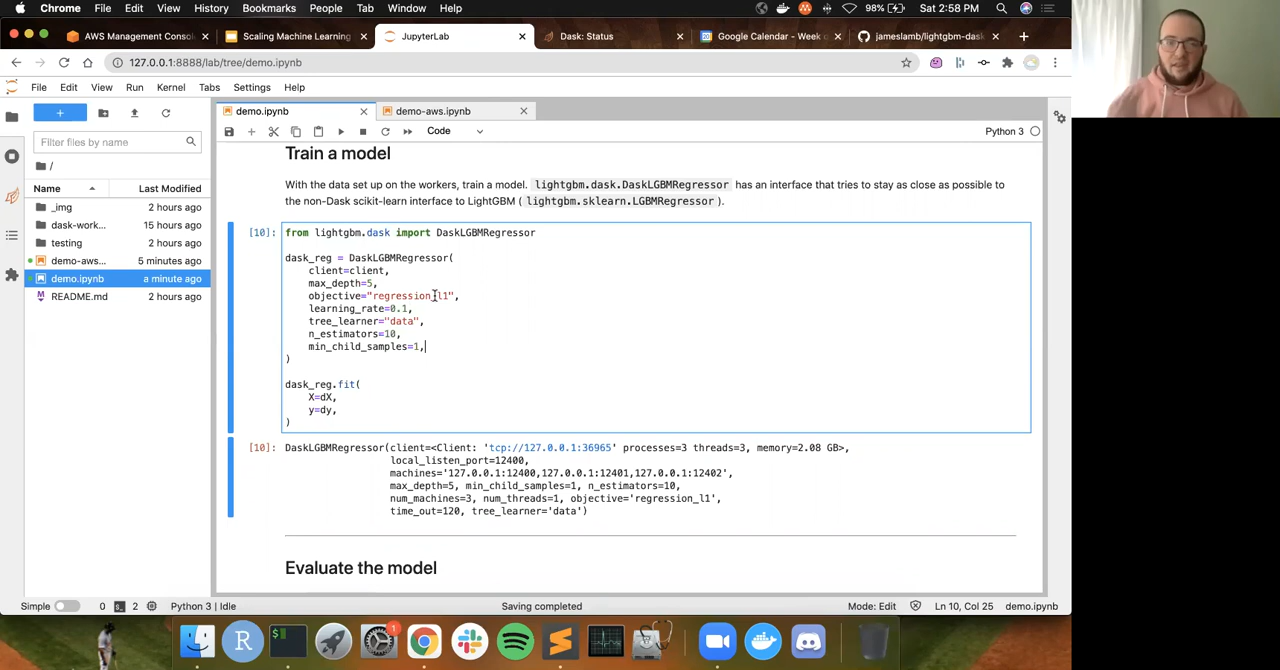 Chrome File Edit View History Bookmarks People Tab Window Help 98% Sat 2:58 PM
AWS Management Conso Scaling Machine Learning JupyterLab Dask: Status Google Calendar - Week o jameslamb/lightgbm-dask
127.0.0.1:8888/lab/tree/demo.ipynb
File Edit View Run Kernel Tabs Settings Help
demo.ipynb demo-aws.ipynb
Filter files by name
Code Python 3
/
Name Last Modified
_img 2 hours ago
dask-work... 15 hours ago
testing 2 hours ago
demo-aws... 5 minutes ago
demo.ipynb a minute ago
README.md 2 hours ago
Train a model
With the data set up on the workers, train a model. lightgbm.dask.DaskLGBMRegressor has an interface that tries to stay as close as possible to
the non-Dask scikit-learn interface to LightGBM ( lightgbm.sklearn.LGBMRegressor ).
[10]: from lightgbm.dask import DaskLGBMRegressor
dask_reg = DaskLGBMRegressor(
client=client,
max_depth=5,
objective="regression_l1",
learning_rate=0.1,
tree_learner="data",
n_estimators=10,
min_child_samples=1,
)
dask_reg.fit(
X=dX,
y=dy,
)
[10]: DaskLGBMRegressor(client=<Client: 'tcp://127.0.0.1:36965' processes=3 threads=3, memory=2.08 GB>,
local_listen_port=12400,
machines='127.0.0.1:12400,127.0.0.1:12401,127.0.0.1:12402',
max_depth=5, min_child_samples=1, n_estimators=10,
num_machines=3, num_threads=1, objective='regression_l1',
time_out=120, tree_learner='data')
Evaluate the model
Simple 0 2 Python 3 | Idle Saving completed Mode: Edit Ln 10, Col 25 demo.ipynb
R $ 1